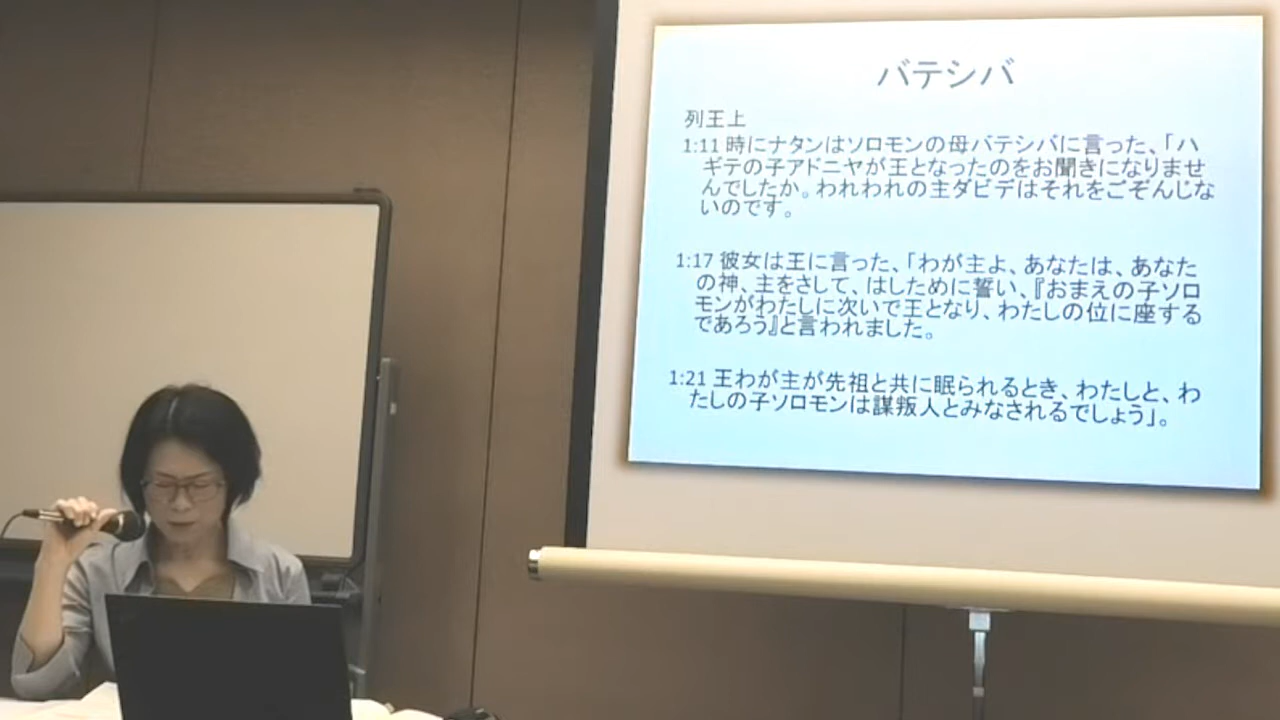 バテシバ
列王上
1:11 時にナタンはソロモンの母バテシバに言った、「ハ
ギテの子アドニヤが王となったのをお聞きになりませ
んでしたか。われわれの主ダビデはそれをごぞんじな
いのです。
1:17 彼女は王に言った、「わが主よ、あなたは、あなた
の神、主をさして、はしために誓い、『おまえの子ソロ
モンがわたしに次いで王となり、わたしの位に座する
であろう』と言われました。
1:21 王わが主が先祖と共に眠られるとき、わたしと、わ
たしの子ソロモンは謀叛人とみなされるでしょう」。